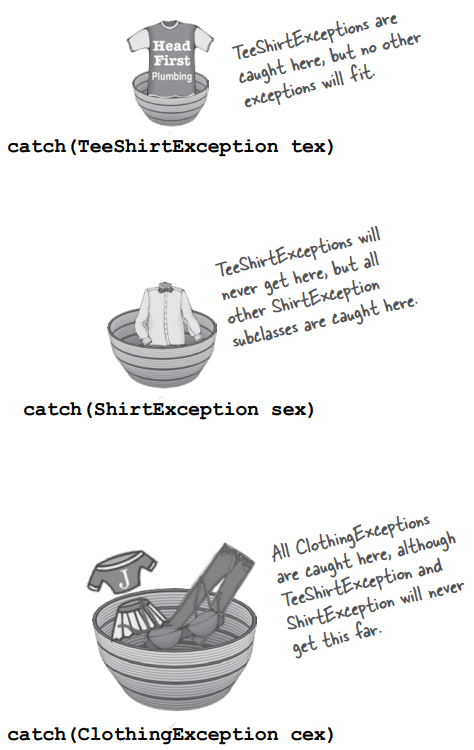 Head
First
Plumbing
TeeShirtExceptions are
caught here, but no other
exceptions will fit.
catch(TeeShirtException tex)
TeeShirtExceptions will
never get here, but all
other ShirtException
subclasses are caught here.
catch(ShirtException sex)
All ClothingExceptions
are caught here, although
TeeShirtException and
ShirtException will never
get this far.
J
catch(ClothingException cex)